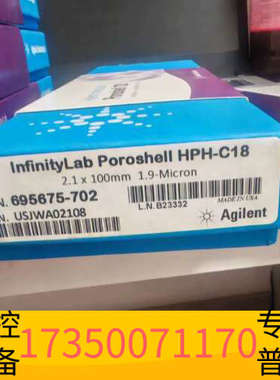 InfinityLab Poroshell HPH-C18
2.1 x 100mm 1.9-Micron
N. 695675-702
N. USJWA02108
L.N. B23332
MADE IN USA
Agilent
控 专
备 17350071170 普